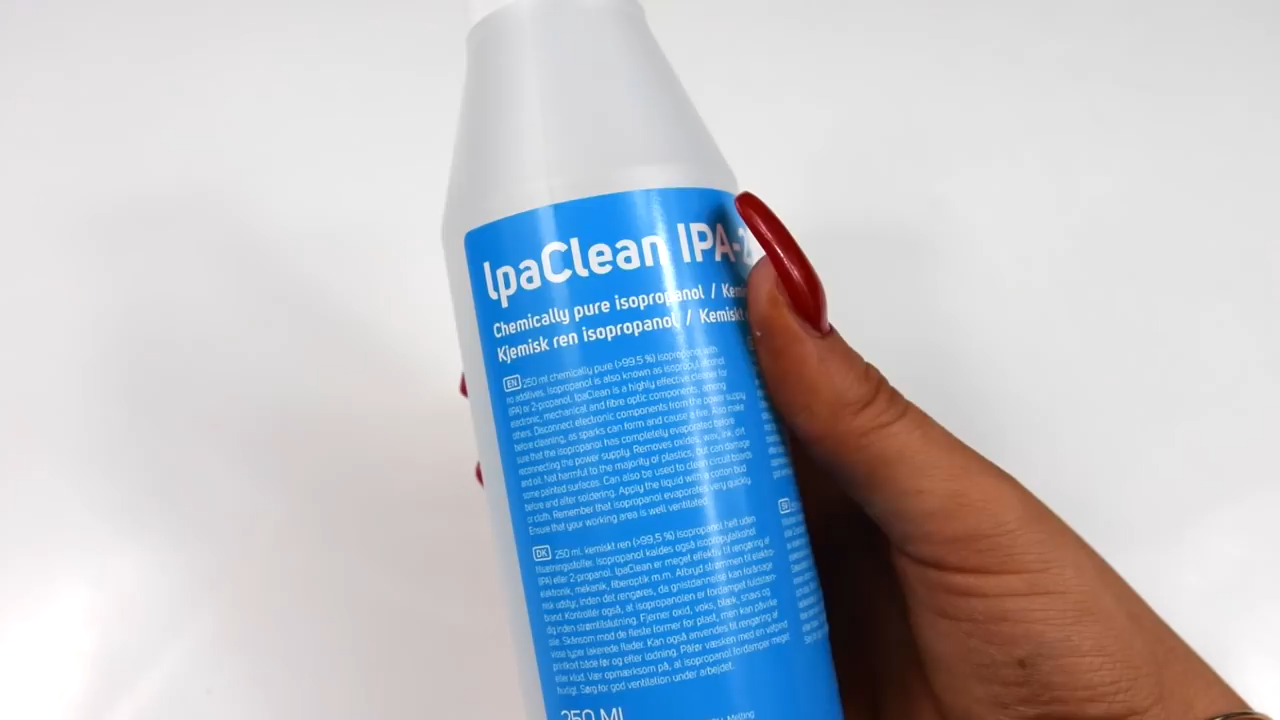 IpaClean IPA-2
Chemically pure isopropanol / Kemi
Kjemisk ren isopropanol / Kemiskt
EN 250 ml chemically pure (>99.5 %) Isopropanol with
no additives. Isopropanol is also known as isopropyl alcohol
(IPA) or 2-propanol. IpaClean is a highly effective cleaner for
electronic, mechanical and fibre optic components, among
others. Disconnect electronic components from the power supply
before cleaning, as sparks can form and cause a fire. Also make
sure that the isopropanol has completely evaporated before
reconnecting the power supply. Removes oxides, wax, ink, dirt
and oil. Not harmful to the majority of plastics, but can damage
some painted surfaces. Can also be used to clean circuit boards
before and after soldering. Apply the liquid with a cotton bud
or cloth. Remember that isopropanol evaporates very quickly
Ensure that your working area is well ventilated
DK 250 ml. kemiskt ren (>99,5 %) Isopropanol helt uden
tilsætningsstoffer. Isopropanol kaldes også isopropylalkohol
(IPA) eller 2-propanol. IpaClean er meget effektiv til rengøring af
elektronik, mekanik, fiberoptik m.m. Afbryd strømmen til elektro-
nisk udstyr, inden det rengøres, da gnistdannelse kan forårsage
brand. Kontrollér også, at isopropanolen er fordampet fuldstæn-
dig inden strømtilslutning. Fjerner oxid, voks, blæk, snavs og
olie. Skånsom mod de fleste former for plast, men kan påvirke
visse typer lakerede flader. Kan også anvendes til rengøring af
printkort både før og efter lodning. Påfør væsken med en vatpind
eller klud. Vær opmærksom på, at isopropanol fordamper meget
hurtigt. Sørg for god ventilation under arbejdet.
SE
250 ML
Melting